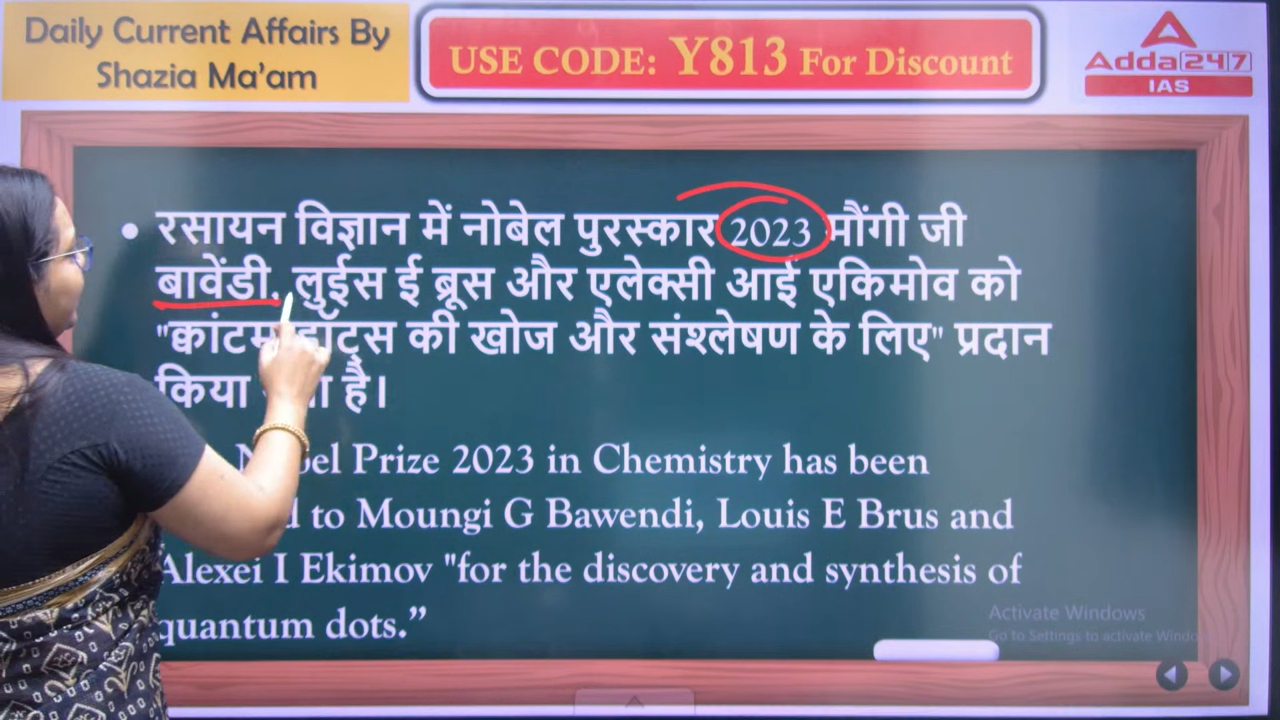 Daily Current Affairs By
Shazia Ma'am
USE CODE: Y813 For Discount
Adda247
IAS
• रसायन विज्ञान में नोबेल पुरस्कार 2023 मौंगी जी
बावेंडी, लुईस ई ब्रूस और एलेक्सी आई एकिमोव को
"क्वांटम डॉट्स की खोज और संश्लेषण के लिए" प्रदान
किया है।
Nobel Prize 2023 in Chemistry has been
to Moungi G Bawendi, Louis E Brus and
Alexei I Ekimov "for the discovery and synthesis of
quantum dots.”
Activate Windows
Go to Settings to activate Windows